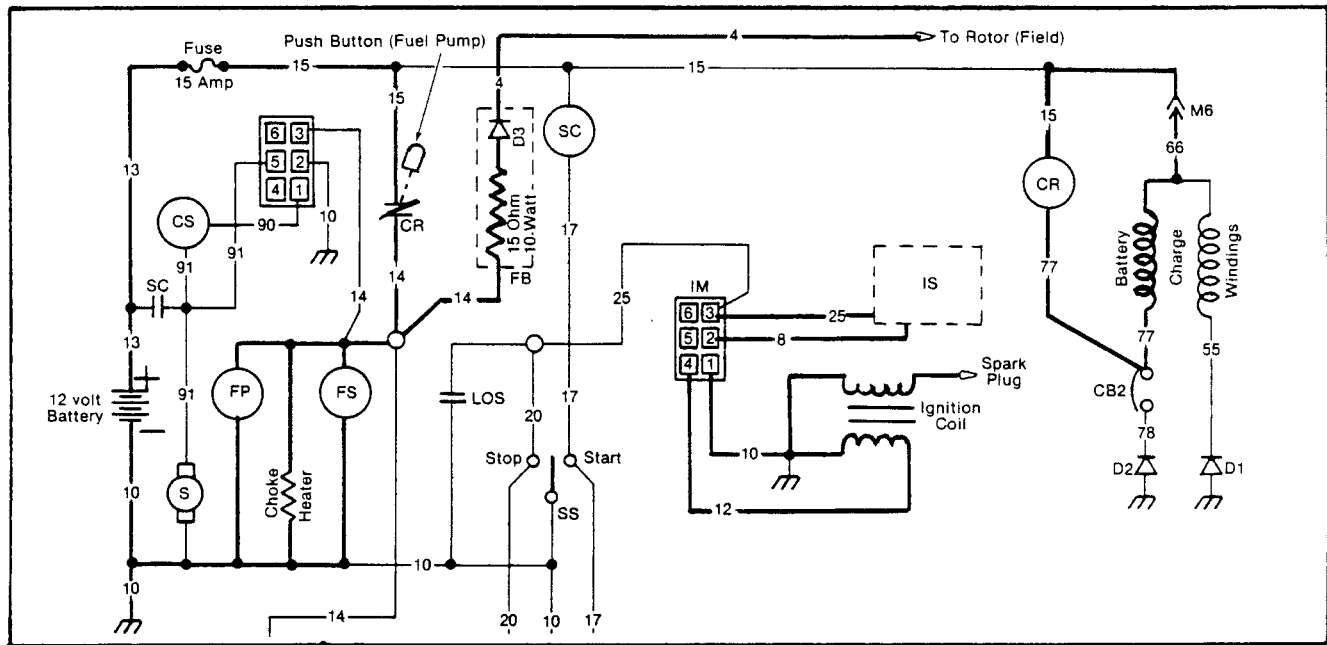 Push Button (Fuel Pump)
4
To Rotor (Field)
Fuse
15 Amp
15
15
15
4
15
M6
66
6 3
5 2
4 1
D3
SC
13
CS
90
10
CR
15 Ohm
10-Watt
17
CR
91
91
FB
77
Battery
Charge
Windings
SC
14
14
14
25
IM
IS
6 3
5 2
4 1
25
8
77
55
13
+
12 volt
Battery
−
91
FP
FS
LOS
20
17
Spark
Plug
Ignition
Coil
CB2
78
10
S
Choke
Heater
Stop
Start
SS
10
12
D2
D1
10
10
14
20
10
17